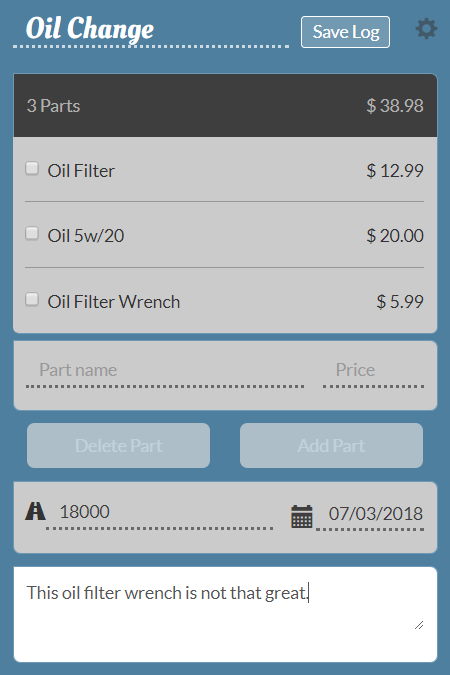 Oil Change
Save Log
3 Parts $ 38.98
Oil Filter $ 12.99
Oil 5w/20 $ 20.00
Oil Filter Wrench $ 5.99
Part name Price
Delete Part Add Part
18000 07/03/2018
This oil filter wrench is not that great.